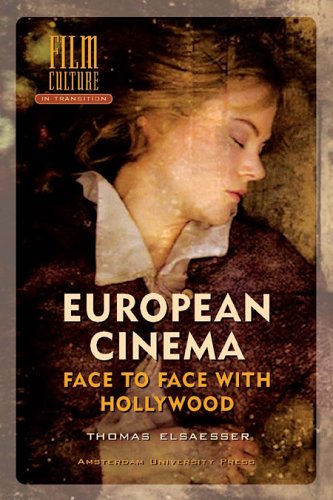 FILM
CULTURE
IN TRANSITION
EUROPEAN
CINEMA
FACE TO FACE WITH
HOLLYWOOD
THOMAS ELSAESSER
AMSTERDAM UNIVERSITY PRESS